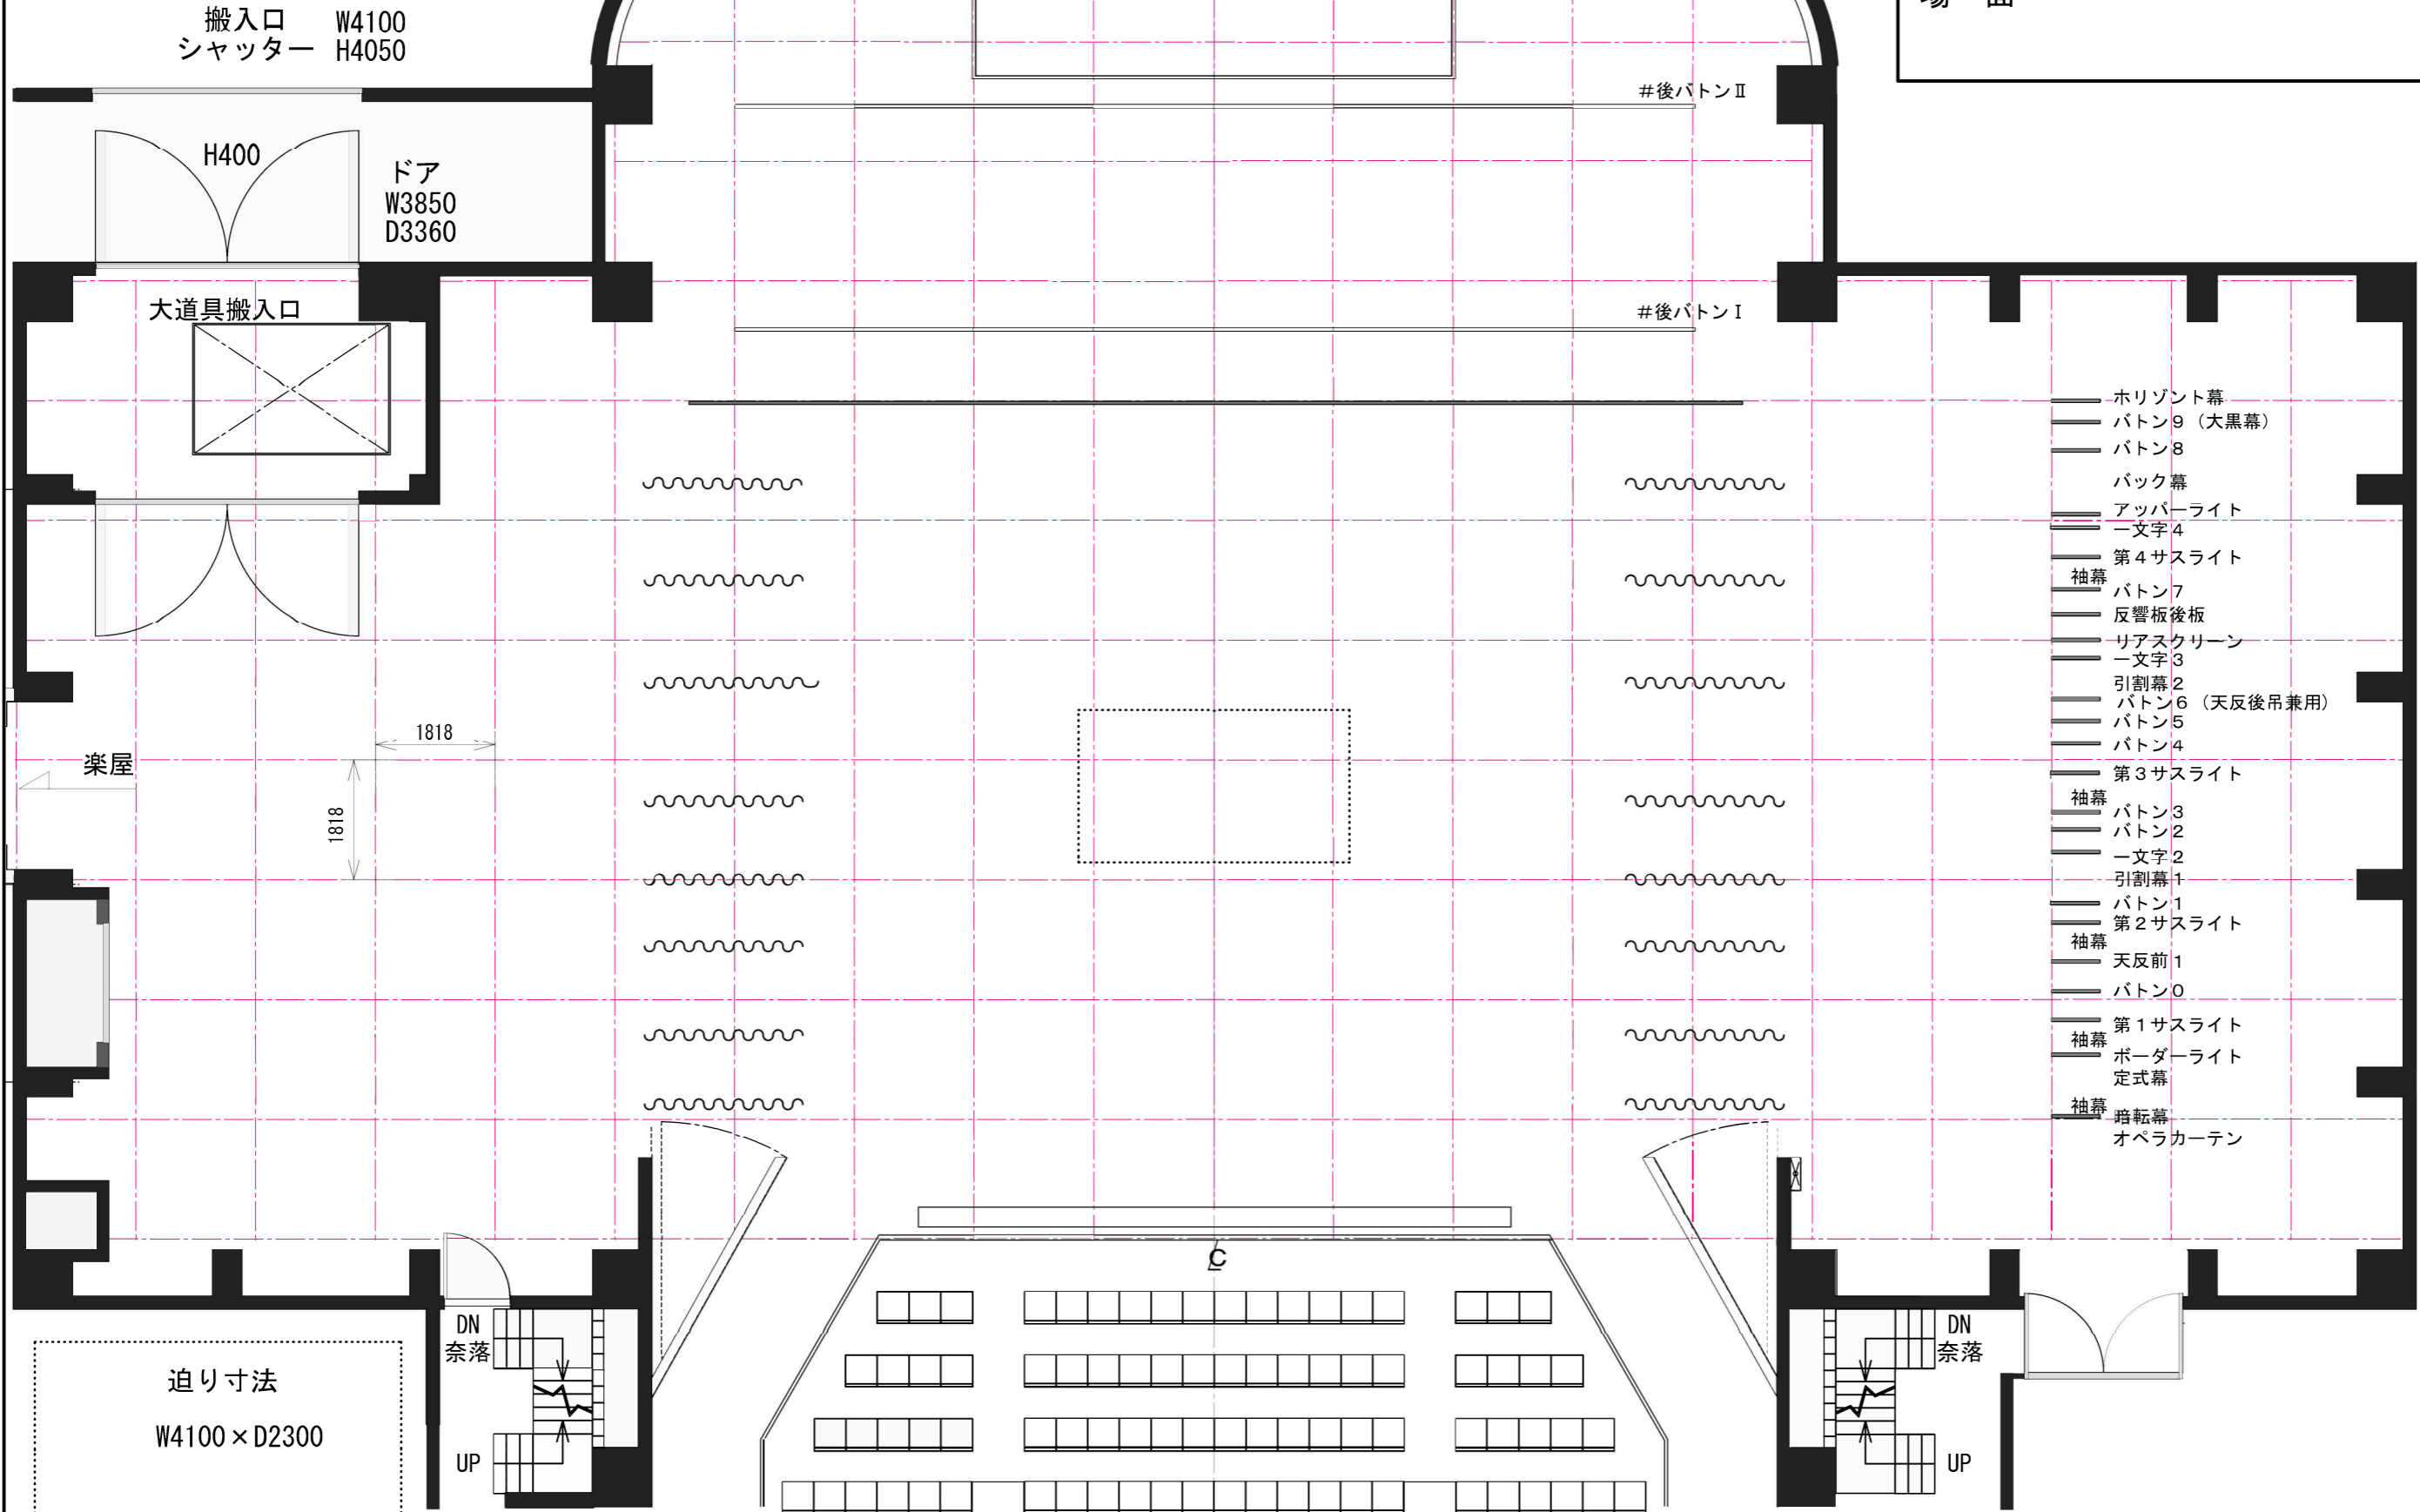 搬入口 W4100
シャッター H4050
H400
ドア
W3850
D3360
大道具搬入口
楽屋
1818
1818
#後バトンⅡ
#後バトンⅠ
ホリゾント幕
バトン9(大黒幕)
バトン8
バック幕
アッパーライト
一文字4
第4サスライト
袖幕
バトン7
反響板後板
リアスクリーン
一文字3
引割幕2
バトン6(天反後吊兼用)
バトン5
バトン4
第3サスライト
袖幕
バトン3
バトン2
一文字2
引割幕1
バトン1
第2サスライト
袖幕
天反前1
バトン0
第1サスライト
袖幕
ボーダーライト
定式幕
袖幕
暗転幕
オペラカーテン
DN
奈落
UP
DN
奈落
UP
迫り寸法
W4100×D2300